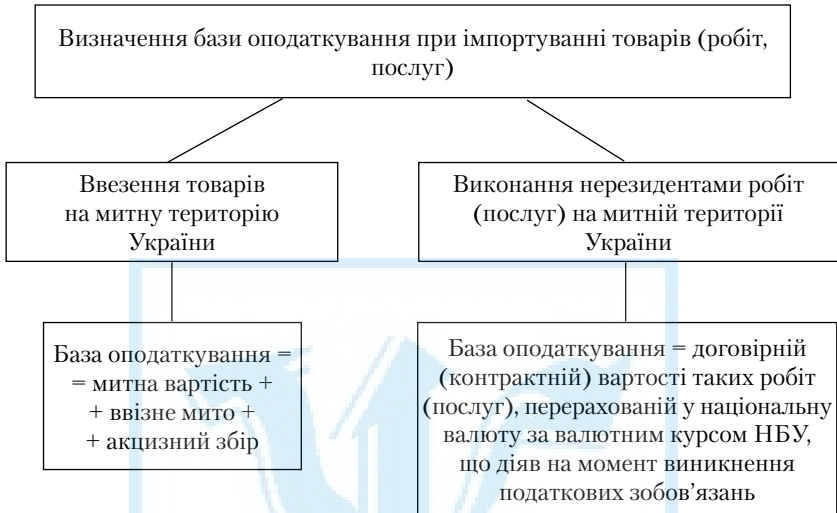 Визначення бази оподаткування при імпортуванні товарів (робіт,
послуг)
Ввезення товарів
на митну територію
України
Виконання нерезидентами робіт
(послуг) на митній території
України
База оподаткування =
= митна вартість +
+ ввізне мито +
+ акцизний збір
База оподаткування = договірній
(контрактній) вартості таких робіт
(послуг), перерахованій у національну
валюту за валютним курсом НБУ,
що діяв на момент виникнення
податкових зобов’язань